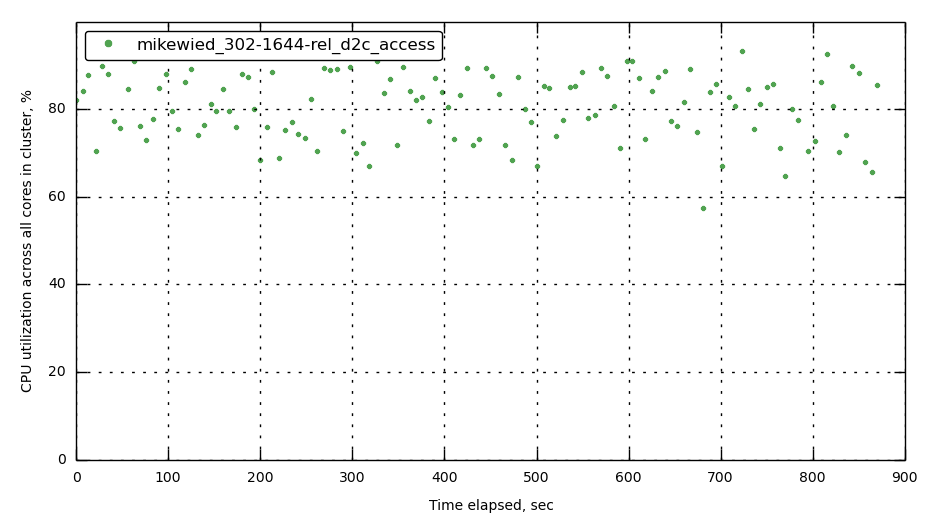 mikewied_302-1644-rel_d2c_access
CPU utilization across all cores in cluster, %
80
60
40
20
0
0 100 200 300 400 500 600 700 800 900
Time elapsed, sec